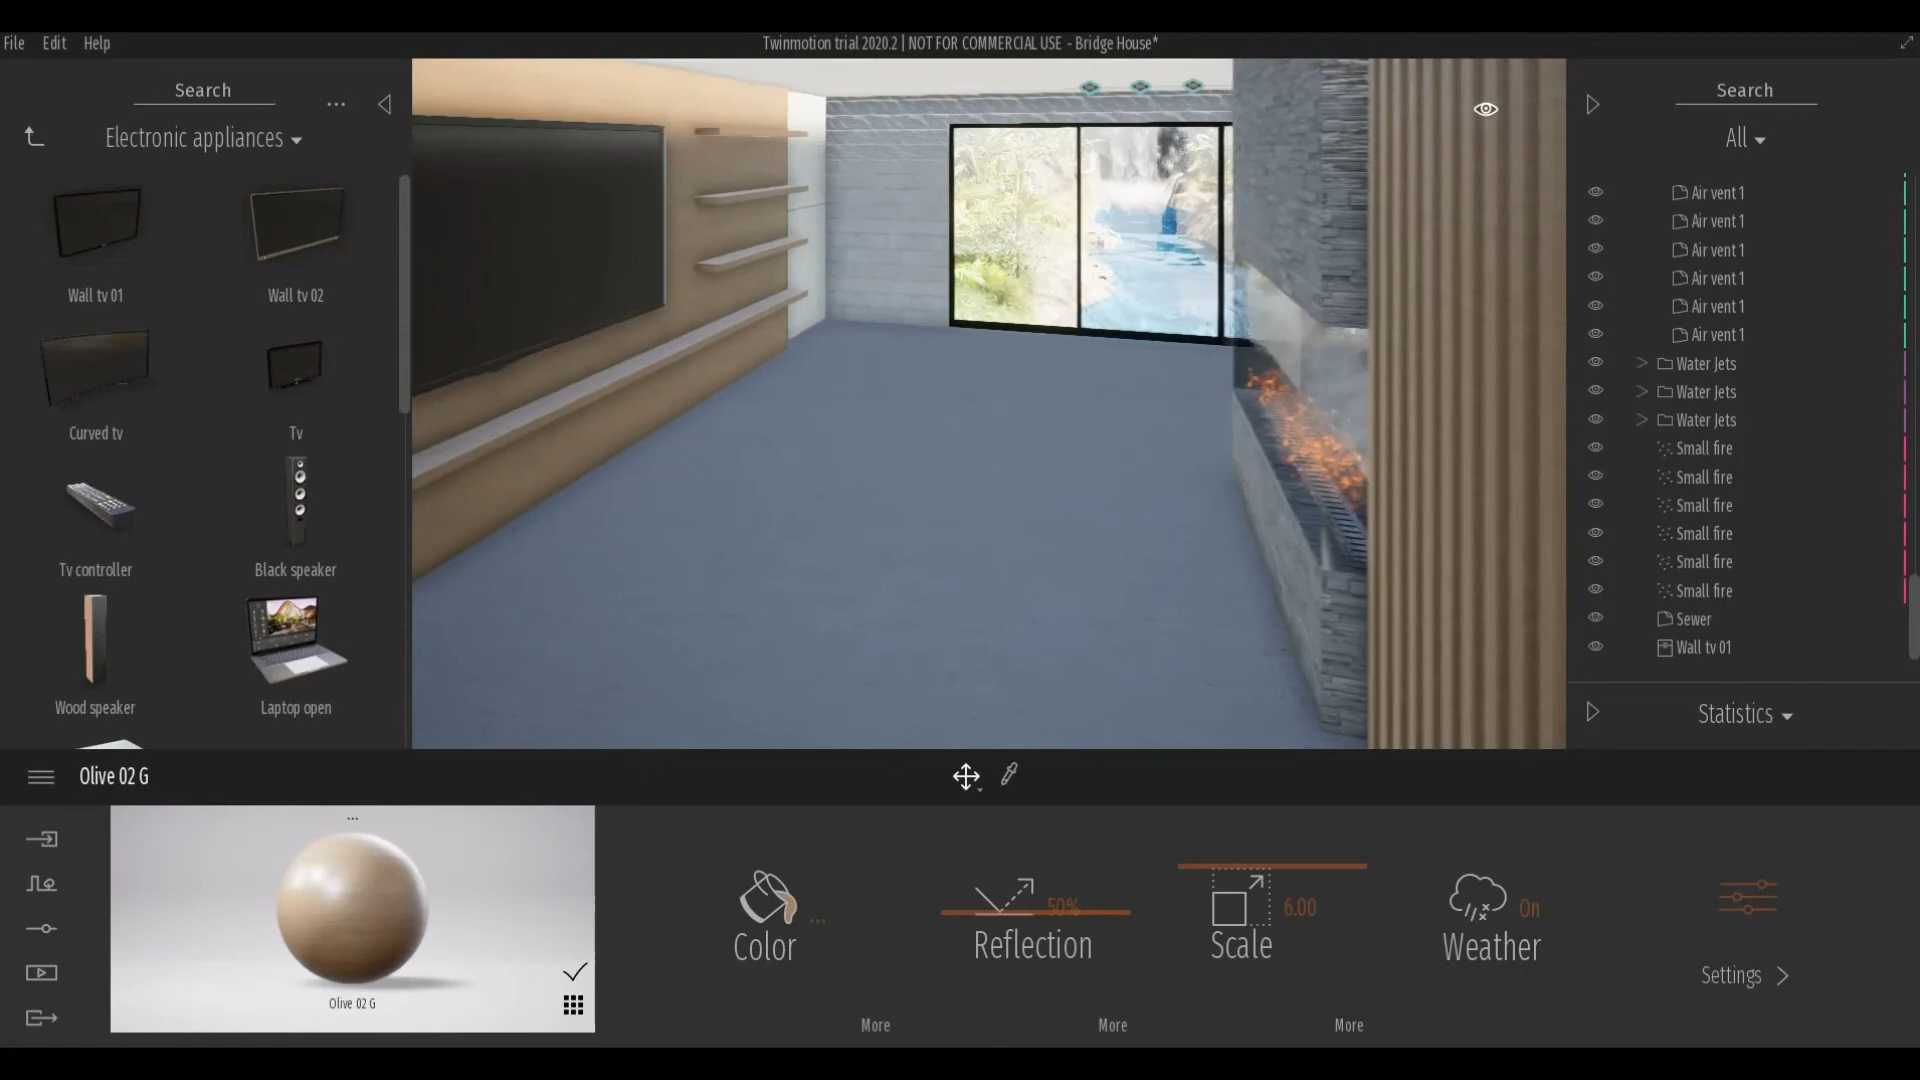 File Edit Help
Twinmotion trial 2020.2 | NOT FOR COMMERCIAL USE - Bridge House*
Search
...
Electronic appliances
Wall tv 01
Wall tv 02
Curved tv
Tv
Tv controller
Black speaker
Wood speaker
Laptop open
Search
All
Air vent 1
Air vent 1
Air vent 1
Air vent 1
Air vent 1
Air vent 1
Water Jets
Water Jets
Water Jets
Small fire
Small fire
Small fire
Small fire
Small fire
Small fire
Sewer
Wall tv 01
Statistics
Olive 02 G
...
Olive 02 G
...
Color
More
50%
Reflection
More
6.00
Scale
More
On
Weather
Settings